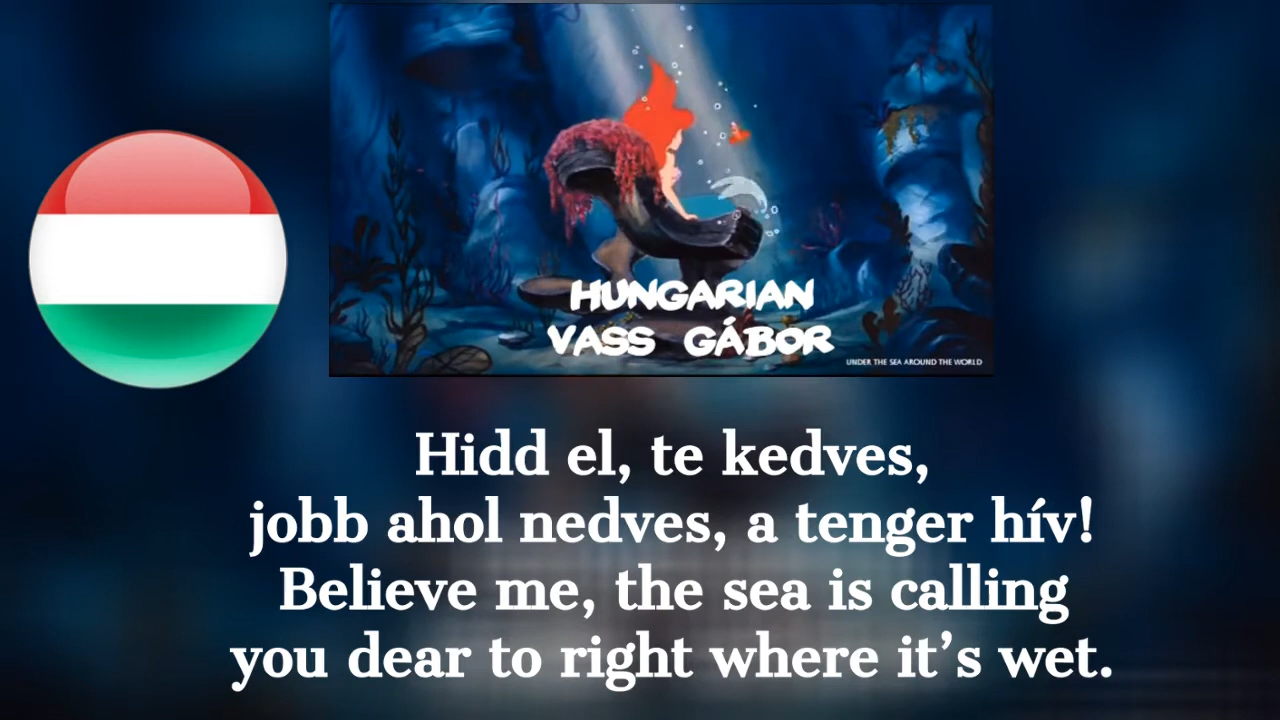 HUNGARIAN
VASS GÁBOR
UNDER THE SEA AROUND THE WORLD
Hidd el, te kedves,
jobb ahol nedves, a tenger hív!
Believe me, the sea is calling
you dear to right where it's wet.